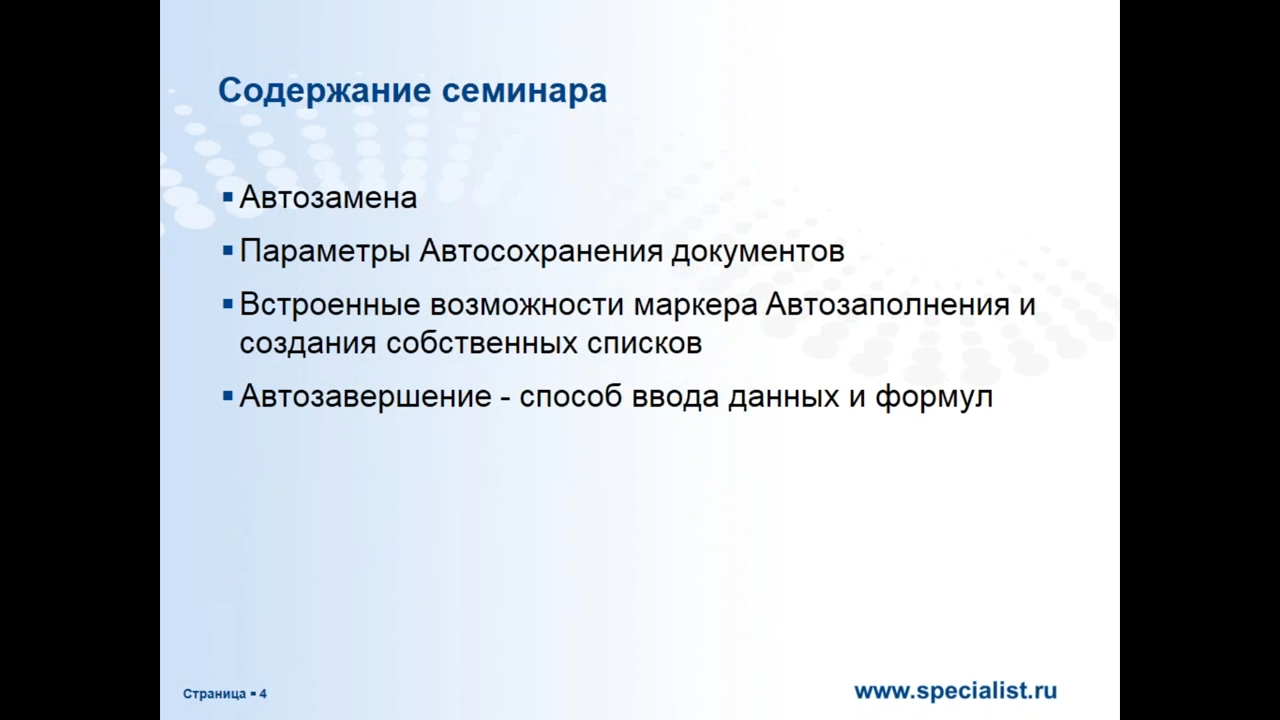 Содержание семинара
▪ Автозамена
▪ Параметры Автосохранения документов
▪ Встроенные возможности маркера Автозаполнения и
создания собственных списков
▪ Автозавершение - способ ввода данных и формул
Страница ▪ 4
www.specialist.ru